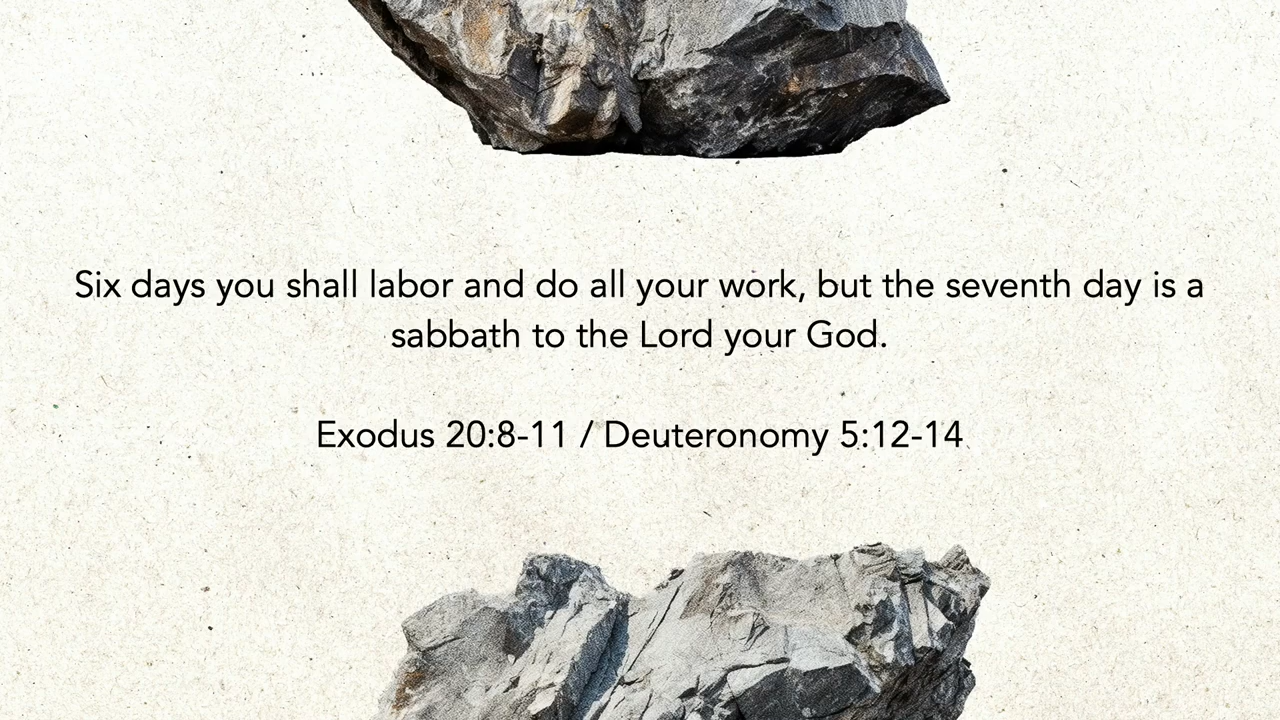 Six days you shall labor and do all your work, but the seventh day is a
sabbath to the Lord your God.
Exodus 20:8-11 / Deuteronomy 5:12-14